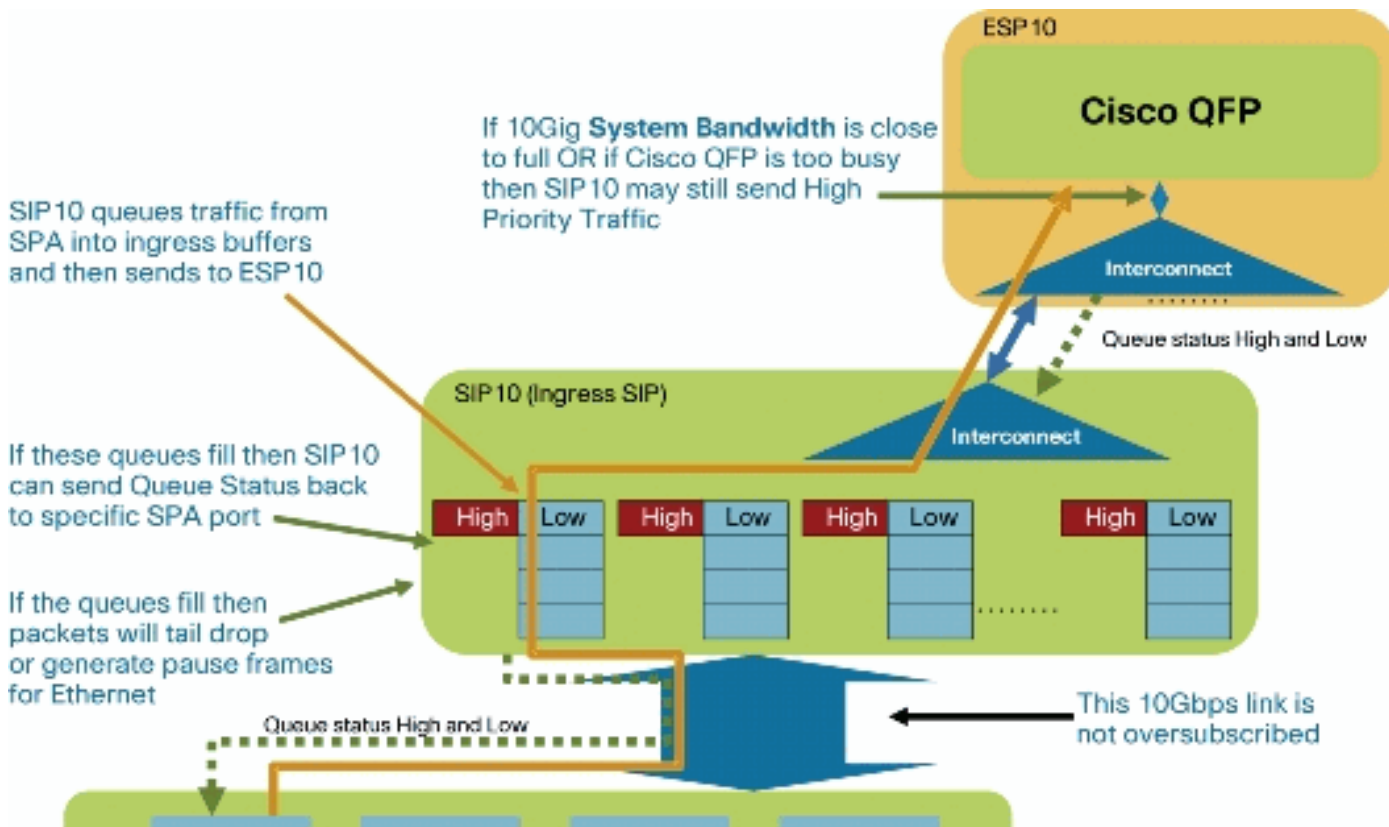 ESP10
Cisco QFP
If 10Gig System Bandwidth is close
to full OR if Cisco QFP is too busy
then SIP10 may still send High
Priority Traffic
SIP10 queues traffic from
SPA into ingress buffers
and then sends to ESP10
Interconnect
Queue status High and Low
SIP10 (Ingress SIP)
Interconnect
If these queues fill then SIP10
can send Queue Status back
to specific SPA port
High Low High Low High Low High Low
If the queues fill then
packets will tail drop
or generate pause frames
for Ethernet
Queue status High and Low
This 10Gbps link is
not oversubscribed